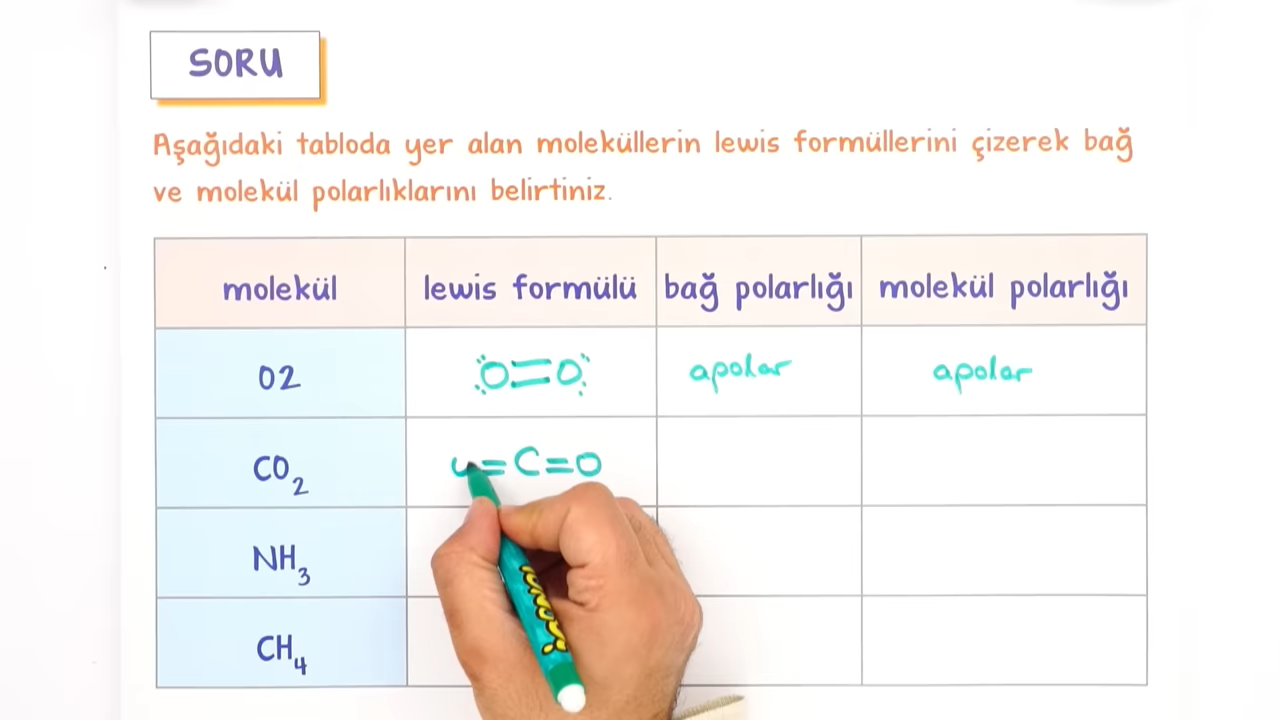 SORU
Aşağıdaki tabloda yer alan moleküllerin lewis formüllerini çizerek bağ
ve molekül polarlıklarını belirtiniz.
molekül lewis formülü bağ polarlığı molekül polarlığı
O2 O=O apolar apolar
CO2 =C=O
NH3
CH4